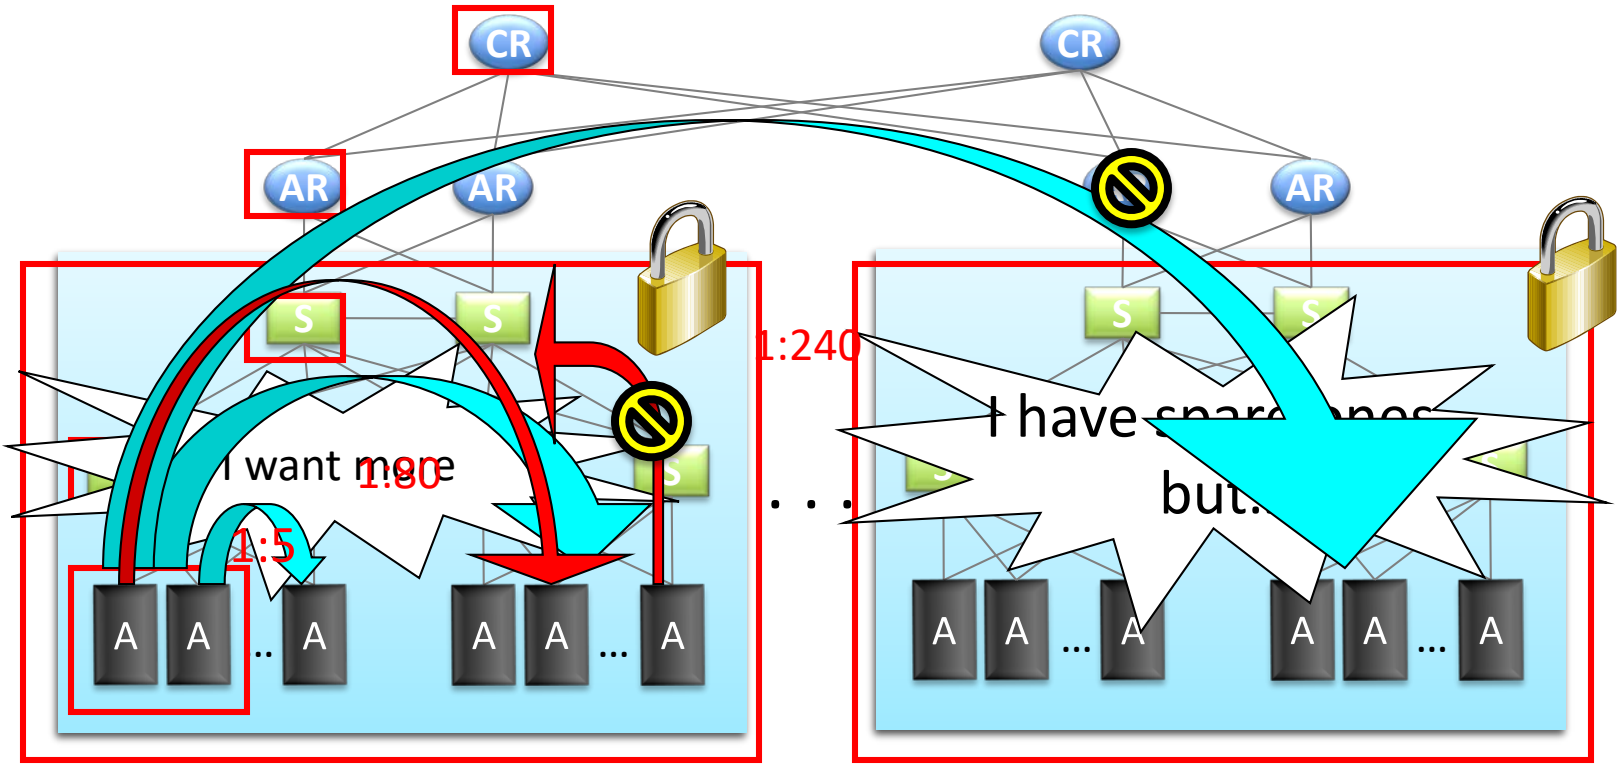 CR CR
AR AR AR
S S S S
1:240
I have spare ones
I want more
1:80
S
but..
. . .
1:5
A A ... A A A ... A A A ... A A A ... A